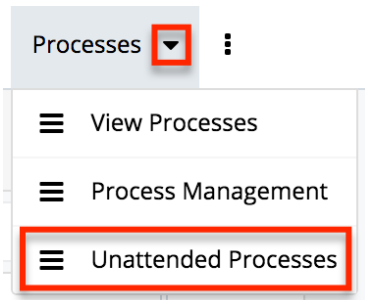 Processes
View Processes
Process Management
Unattended Processes